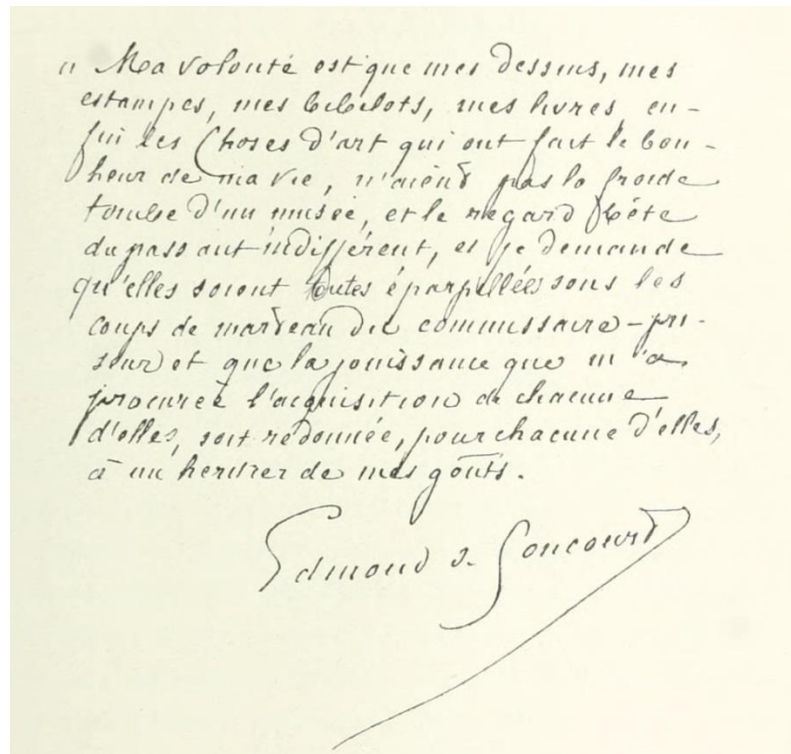 " Ma volonté est que mes dessins, mes
estampes, mes bibelots, mes livres, en-
fin les Choses d'art qui ont fait le bon-
heur de ma vie, n'aient pas la froide
tombe d'un musée, et le regard bête
du passant indifférent, et je demande
qu'elles soient toutes éparpillées sous les
coups de marteau du commissaire-pri-
seur et que la jouissance que m'a
procurée l'acquisition de chacune
d'elles, soit redonnée, pour chacune d'elles,
à un héritier de mes goûts.
Edmond de Goncourt